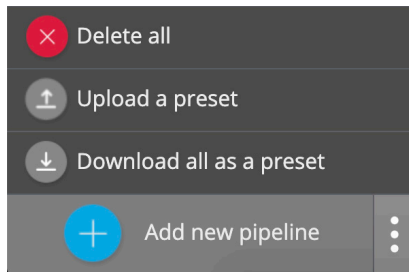 Delete all
Upload a preset
Download all as a preset
Add new pipeline